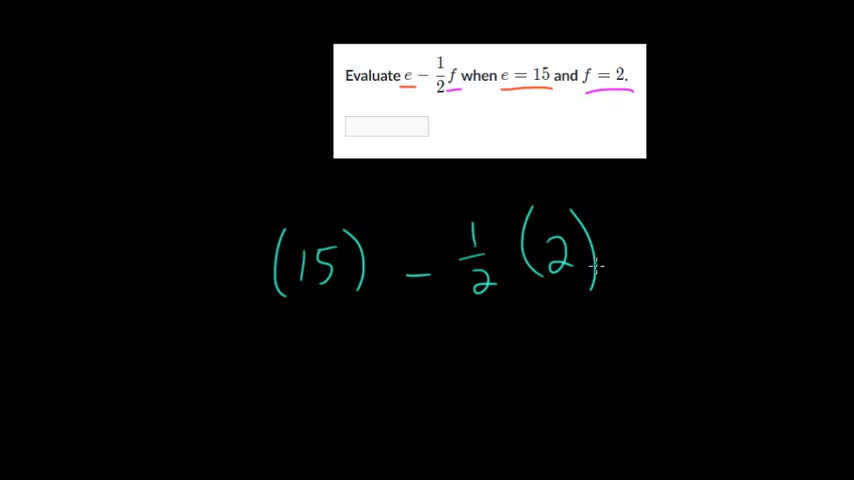 Evaluate e − 1/2 f when e = 15 and f = 2.
(15) − 1/2 (2)